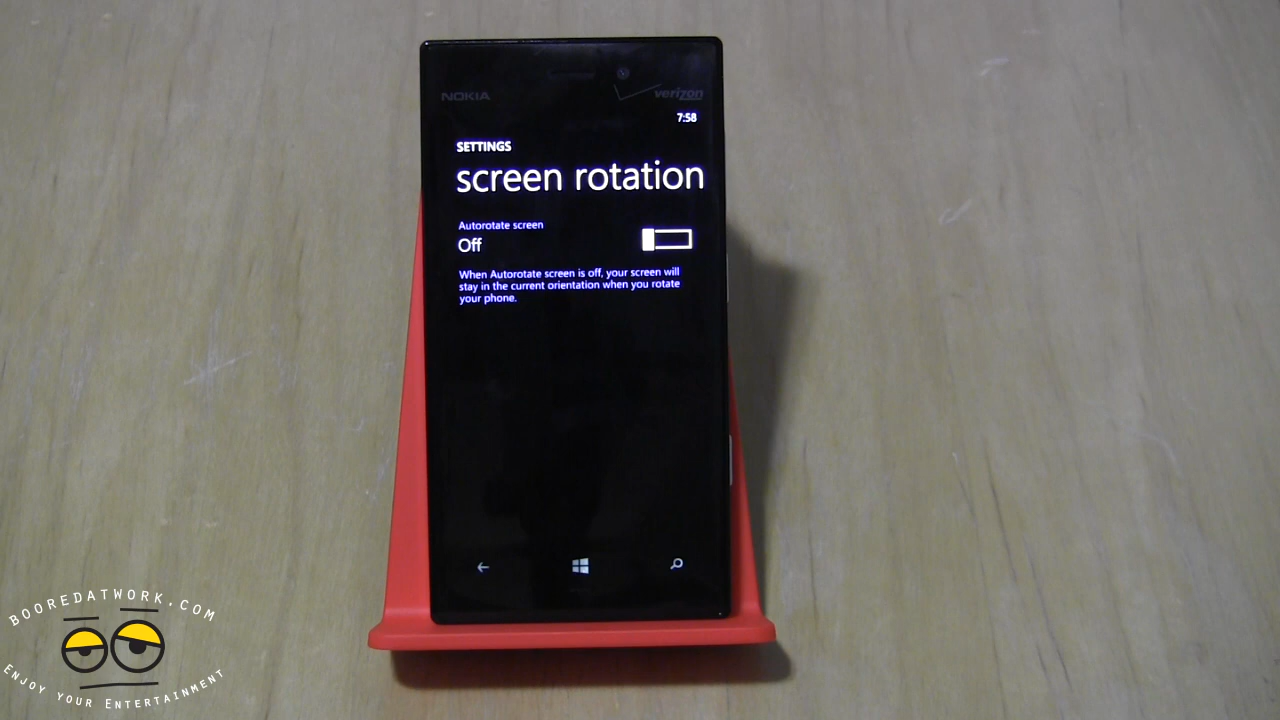 NOKIA
verizon
7:58
SETTINGS
screen rotation
Autorotate screen
Off
When Autorotate screen is off, your screen will
stay in the current orientation when you rotate
your phone.
BOOREDATWORK.COM
ENJOY YOUR ENTERTAINMENT